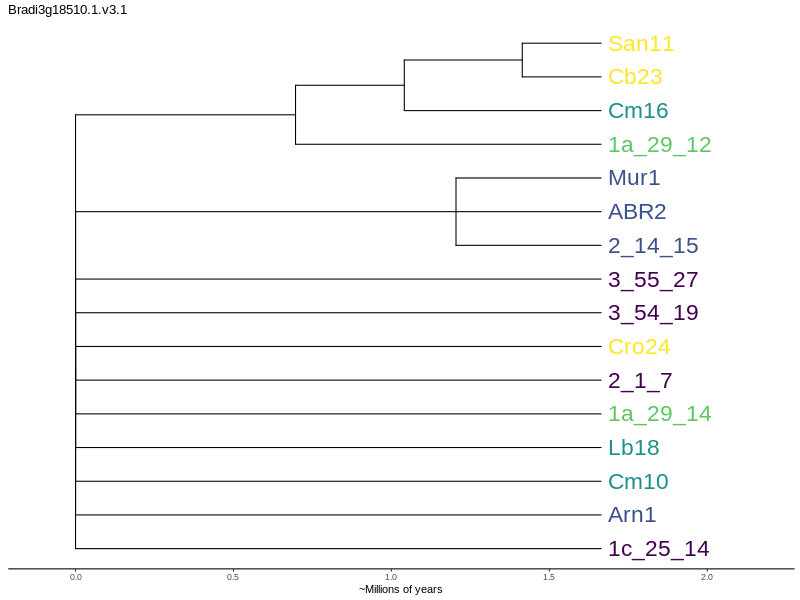 Bradi3g18510.1.v3.1
San11
Cb23
Cm16
1a_29_12
Mur1
ABR2
2_14_15
3_55_27
3_54_19
Cro24
2_1_7
1a_29_14
Lb18
Cm10
Arn1
1c_25_14
0.0 0.5 1.0 1.5 2.0
~Millions of years